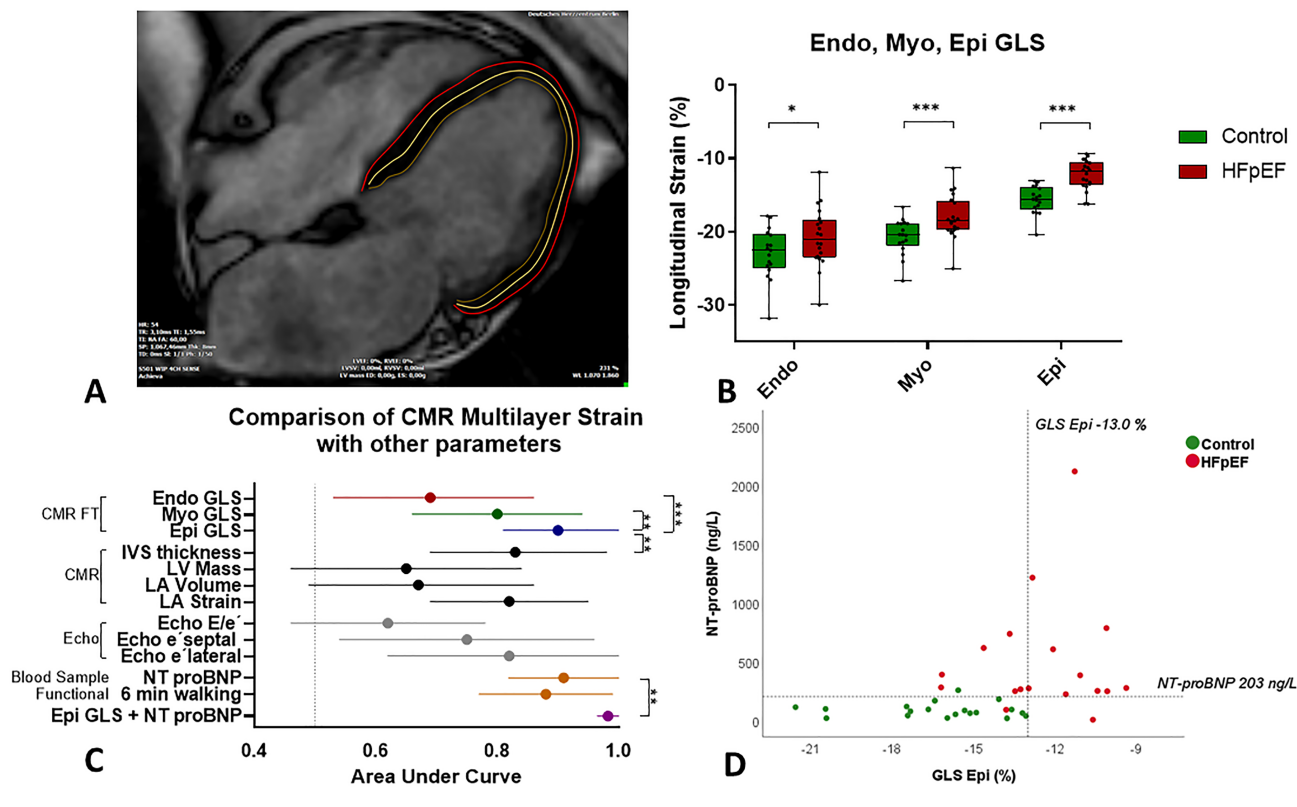 A
Deutsches Herzzentrum Berlin
HR: 54
TR: 3,10ms TE: 1,55ms
TI: BA FA: 60,00
SP: 1.067,46mm Thk: 8mm
TD: 0ms SI: 1/1 Ph: 1/50
S501 WIP 4CH SENSE
Achieva
LVEF: 0%, RVEF: 0%
LVSV: 0,00ml, RVSV: 0,00ml
LV mass ED: 0,00g, ES: 0,00g
231 %
WL 1.070 1.860
Endo, Myo, Epi GLS
Longitudinal Strain (%)
0
-10
-20
-30
*
***
***
Endo
Myo
Epi
Control
HFpEF
B
Comparison of CMR Multilayer Strain
with other parameters
CMR FT
Endo GLS
Myo GLS
Epi GLS
CMR
IVS thickness
LV Mass
LA Volume
LA Strain
Echo
Echo E/e´
Echo e´septal
Echo e´lateral
Blood Sample NT proBNP
Functional 6 min walking
Epi GLS + NT proBNP
***
**
**
**
0.4 0.6 0.8 1.0
Area Under Curve
C
GLS Epi -13.0 %
Control
HFpEF
NT-proBNP (ng/L)
2500
2000
1500
1000
500
0
NT-proBNP 203 ng/L
-21 -18 -15 -12 -9
GLS Epi (%)
D